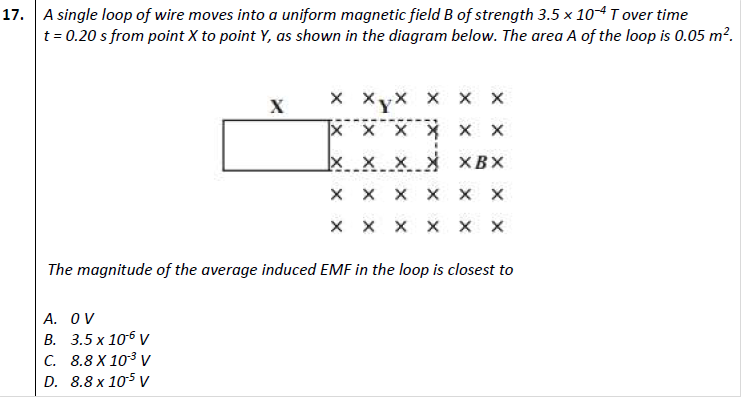 17. A single loop of wire moves into a uniform magnetic field B of strength 3.5 × 10⁻⁴ T over time
t = 0.20 s from point X to point Y, as shown in the diagram below. The area A of the loop is 0.05 m².
X × × Y × × × ×
× × × × × ×
× × × × × B ×
× × × × × ×
× × × × × ×
The magnitude of the average induced EMF in the loop is closest to
A. 0 V
B. 3.5 x 10⁻⁶ V
C. 8.8 X 10⁻³ V
D. 8.8 x 10⁻⁵ V